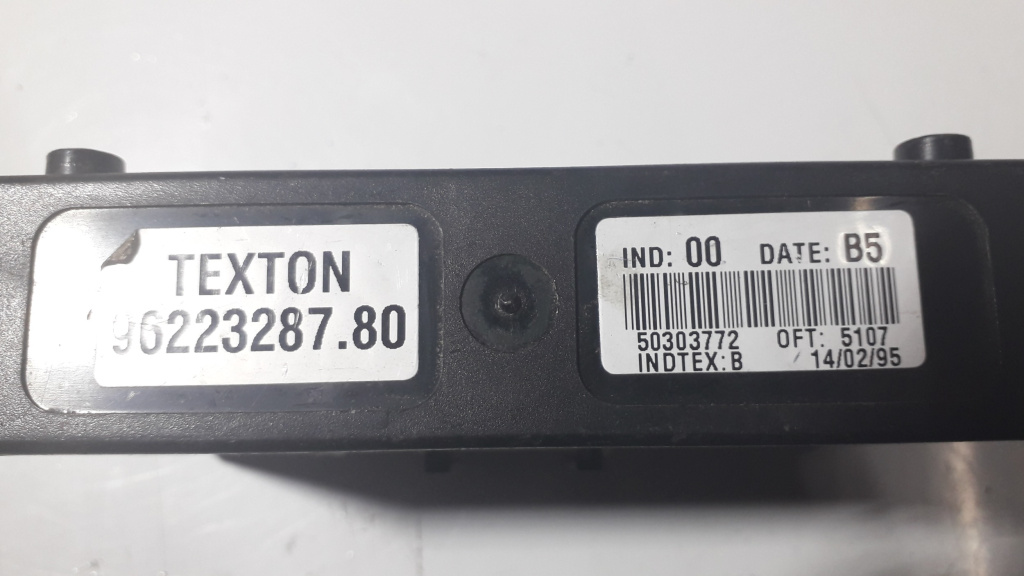 TEXTON
96223287.80
IND: 00 DATE: B5
50303772 OFT: 5107
INDTEX:B 14/02/95